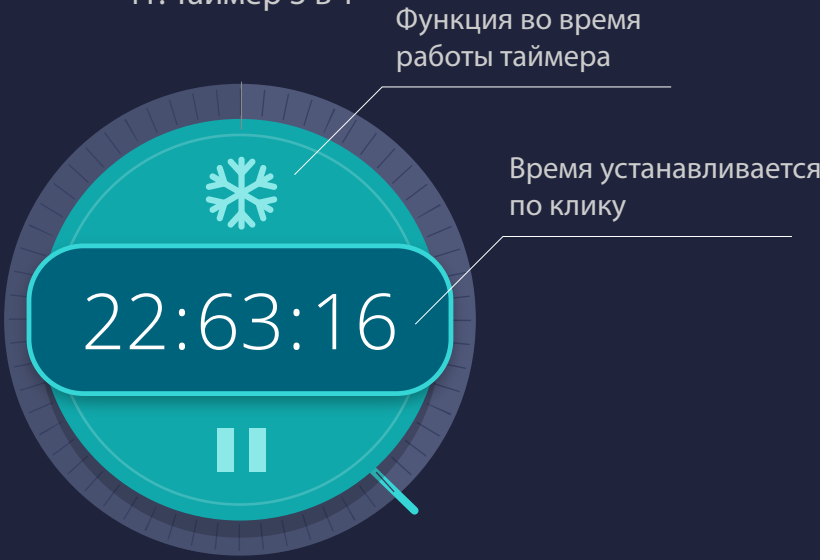 Функция во время
работы таймера
Время устанавливается
по клику
22:63:16